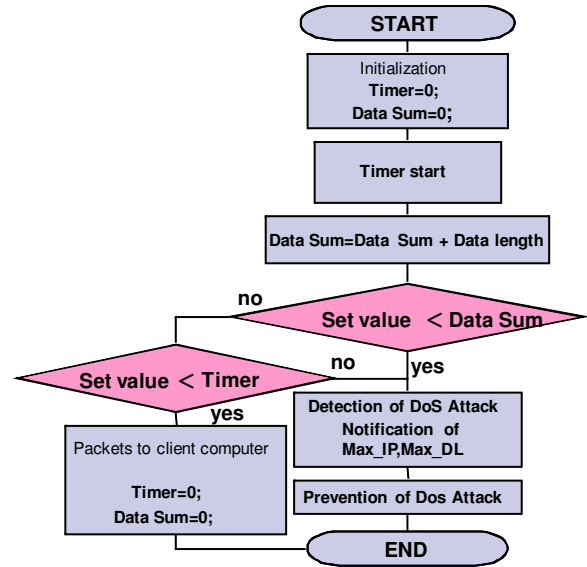 START
Initialization
Timer=0;
Data Sum=0;
Timer start
Data Sum=Data Sum + Data length
no
Set value < Data Sum
yes
no
Set value < Timer
yes
Detection of DoS Attack
Notification of
Max_IP,Max_DL
Packets to client computer
Timer=0;
Data Sum=0;
Prevention of Dos Attack
END